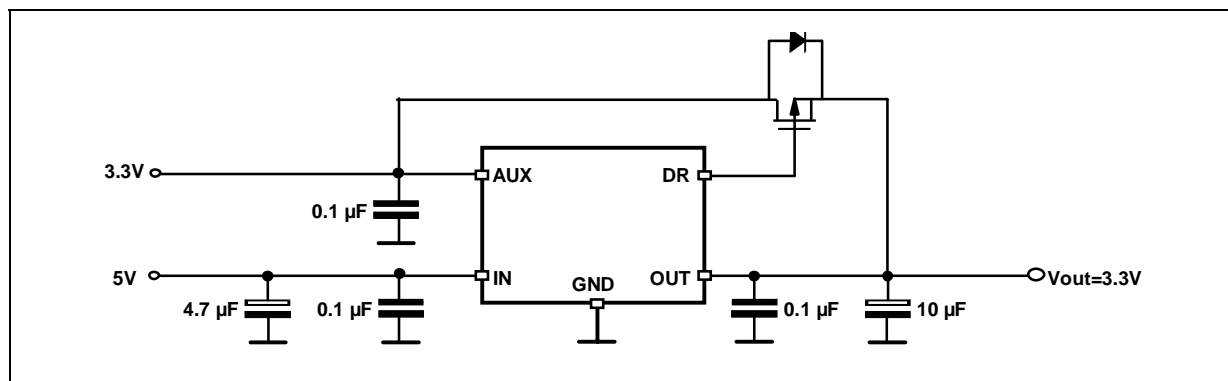 3.3V
AUX
DR
0.1 µF
5V
IN
GND
OUT
Vout=3.3V
4.7 µF
0.1 µF
0.1 µF
10 µF